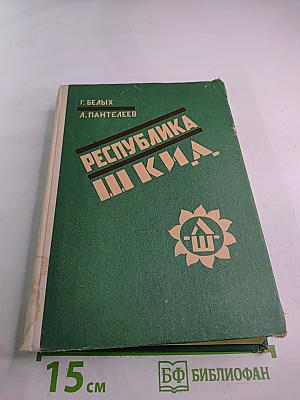 Г. БЕЛЫХ
Л. ПАНТЕЛЕЕВ
РЕСПУБЛИКА
ШКИД
-Л-
Ш
15 см
БФ БИБЛИОФАН